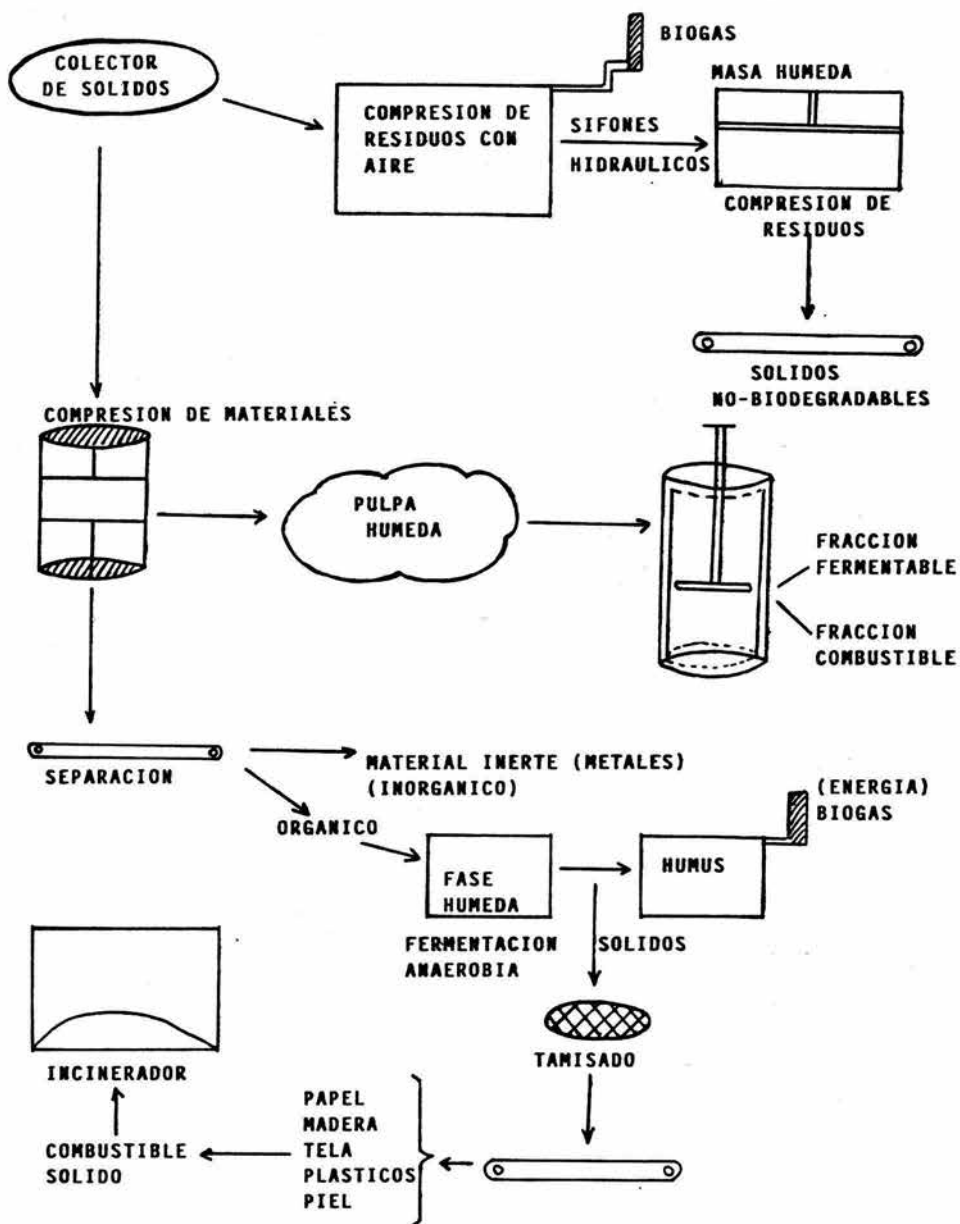 COLECTOR
DE SOLIDOS
BIOGAS
COMPRESION DE
RESIDUOS CON
AIRE
SIFONES
HIDRAULICOS
MASA HUMEDA
COMPRESION DE
RESIDUOS
SOLIDOS
NO-BIODEGRADABLES
COMPRESION DE MATERIALES
PULPA
HUMEDA
FRACCION
FERMENTABLE
FRACCION
COMBUSTIBLE
SEPARACION
MATERIAL INERTE (METALES)
(INORGANICO)
ORGANICO
FASE
HUMEDA
FERMENTACION
ANAEROBIA
HUMUS
(ENERGIA)
BIOGAS
SOLIDOS
TAMISADO
PAPEL
MADERA
TELA
PLASTICOS
PIEL
COMBUSTIBLE
SOLIDO
INCINERADOR